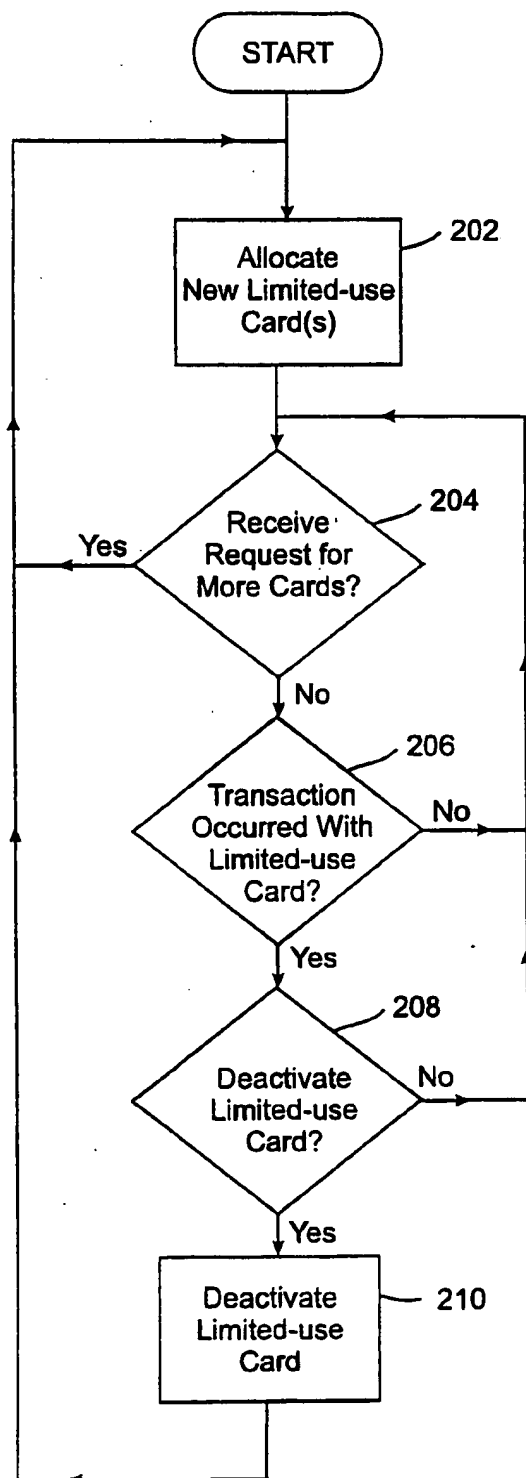 START
202
Allocate
New Limited-use
Card(s)
204
Receive
Request for
More Cards?
Yes
No
206
Transaction
Occurred With
Limited-use
Card?
No
Yes
208
Deactivate
Limited-use
Card?
No
Yes
210
Deactivate
Limited-use
Card